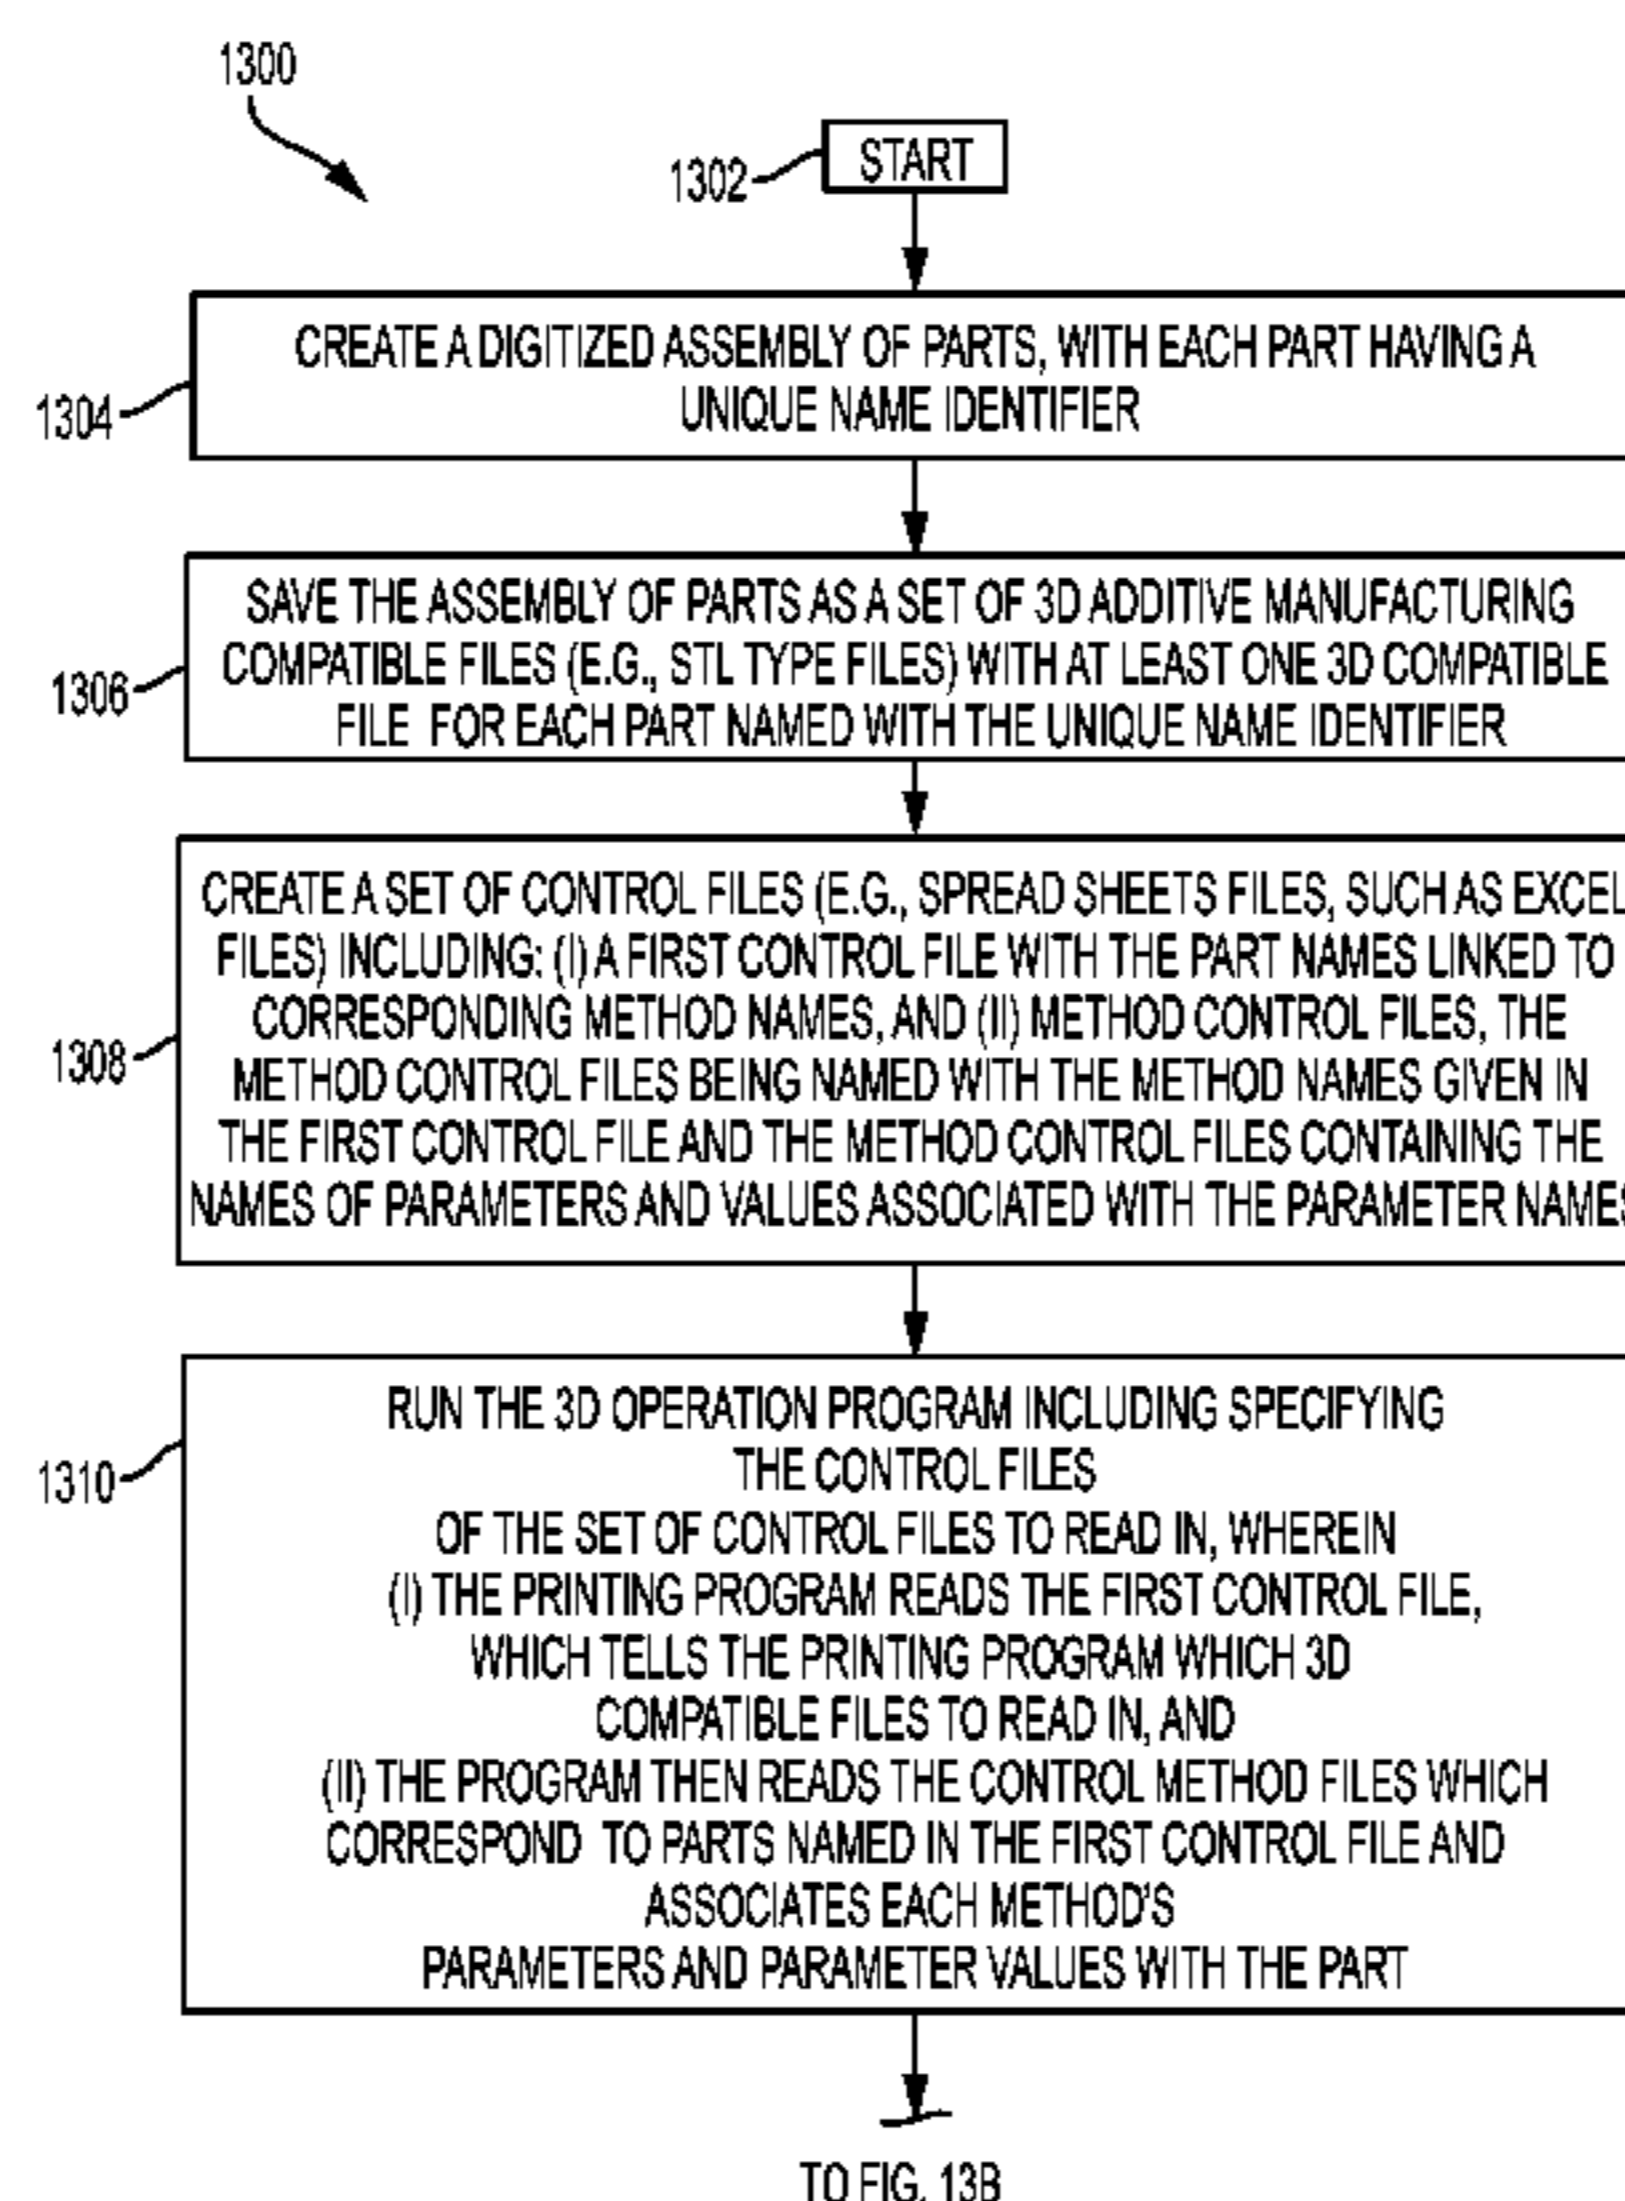 1300
1302
START
CREATE A DIGITIZED ASSEMBLY OF PARTS, WITH EACH PART HAVING A
UNIQUE NAME IDENTIFIER
1304
SAVE THE ASSEMBLY OF PARTS AS A SET OF 3D ADDITIVE MANUFACTURING
COMPATIBLE FILES (E.G., STL TYPE FILES) WITH AT LEAST ONE 3D COMPATIBLE
FILE FOR EACH PART NAMED WITH THE UNIQUE NAME IDENTIFIER
1306
CREATE A SET OF CONTROL FILES (E.G., SPREAD SHEETS FILES, SUCH AS EXCEL
FILES) INCLUDING: (I) A FIRST CONTROL FILE WITH THE PART NAMES LINKED TO
CORRESPONDING METHOD NAMES, AND (II) METHOD CONTROL FILES, THE
METHOD CONTROL FILES BEING NAMED WITH THE METHOD NAMES GIVEN IN
THE FIRST CONTROL FILE AND THE METHOD CONTROL FILES CONTAINING THE
NAMES OF PARAMETERS AND VALUES ASSOCIATED WITH THE PARAMETER NAMES
1308
RUN THE 3D OPERATION PROGRAM INCLUDING SPECIFYING
THE CONTROL FILES
OF THE SET OF CONTROL FILES TO READ IN, WHEREIN
(I) THE PRINTING PROGRAM READS THE FIRST CONTROL FILE,
WHICH TELLS THE PRINTING PROGRAM WHICH 3D
COMPATIBLE FILES TO READ IN, AND
(II) THE PROGRAM THEN READS THE CONTROL METHOD FILES WHICH
CORRESPOND TO PARTS NAMED IN THE FIRST CONTROL FILE AND
ASSOCIATES EACH METHOD'S
PARAMETERS AND PARAMETER VALUES WITH THE PART
1310
TO FIG. 13B